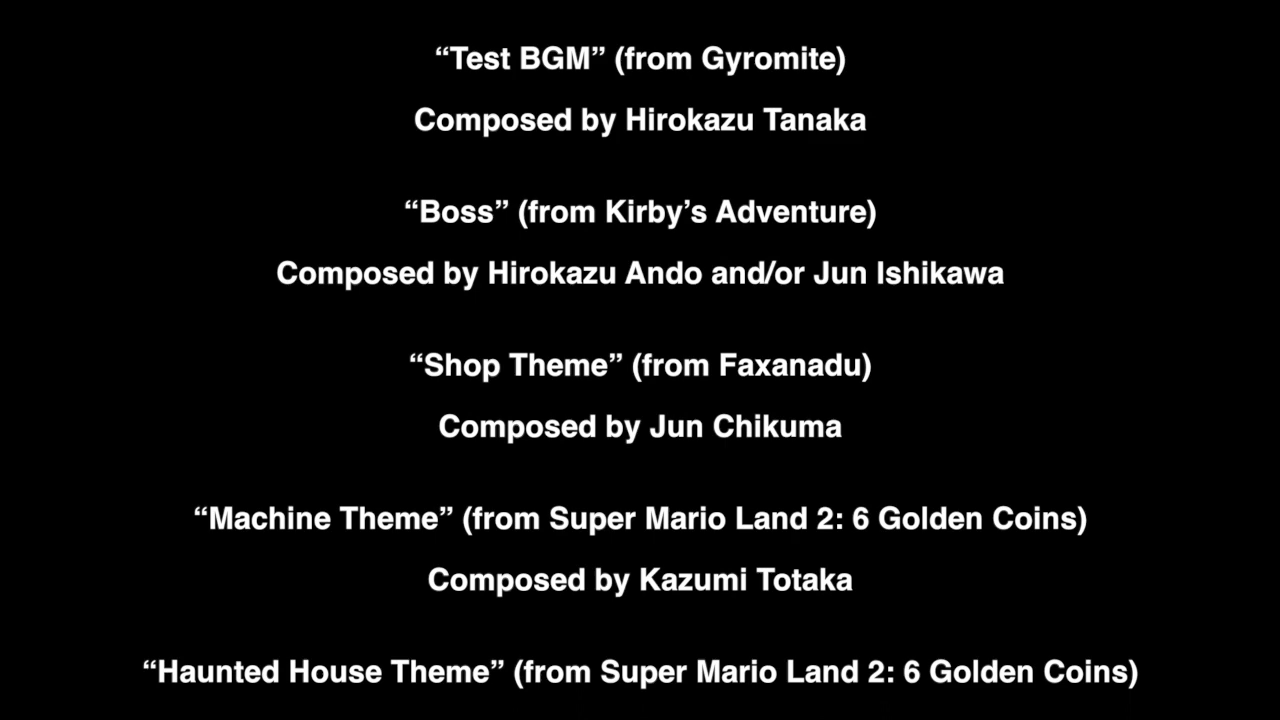 “Test BGM” (from Gyromite)
Composed by Hirokazu Tanaka
“Boss” (from Kirby’s Adventure)
Composed by Hirokazu Ando and/or Jun Ishikawa
“Shop Theme” (from Faxanadu)
Composed by Jun Chikuma
“Machine Theme” (from Super Mario Land 2: 6 Golden Coins)
Composed by Kazumi Totaka
“Haunted House Theme” (from Super Mario Land 2: 6 Golden Coins)